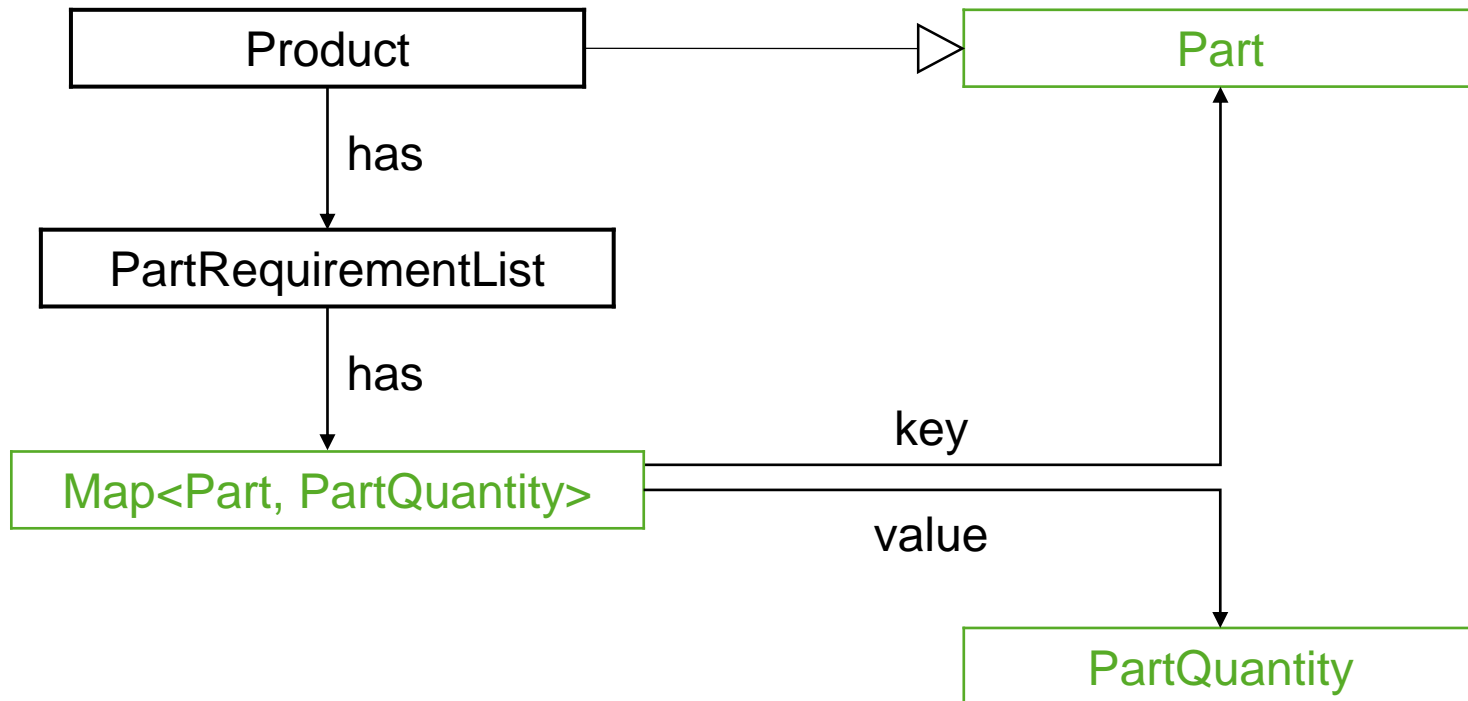 Product
Part
has
PartRequirementList
has
key
Map<Part, PartQuantity>
value
PartQuantity